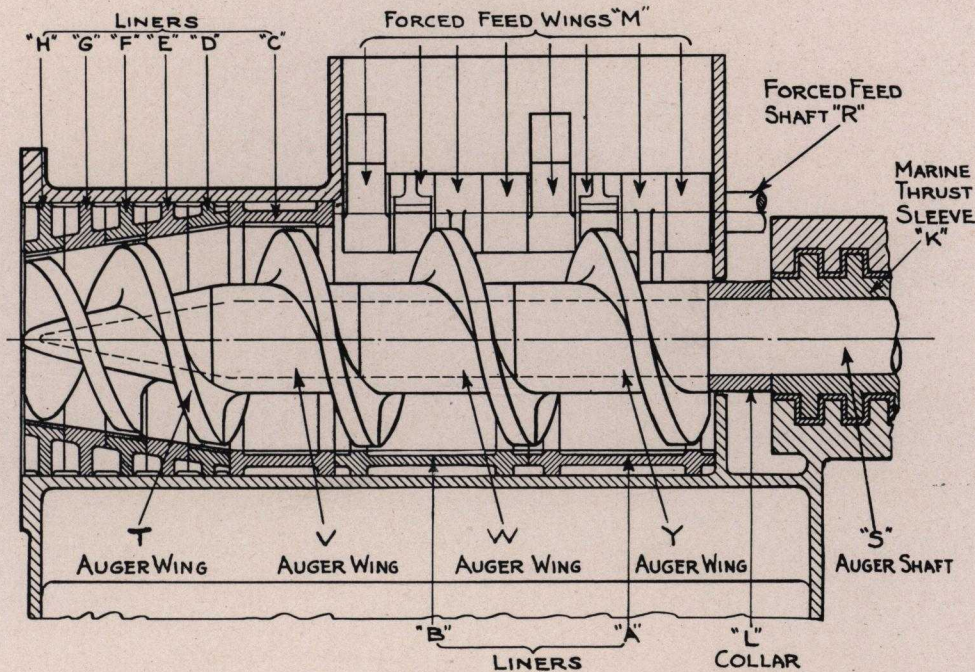 LINERS
"H" "G" "F" "E" "D" "C"
FORCED FEED WINGS "M"
FORCED FEED
SHAFT "R"
MARINE
THRUST
SLEEVE
"K"
T
AUGER WING
V
AUGER WING
W
AUGER WING
Y
AUGER WING
"S"
AUGER SHAFT
"B"
"A"
LINERS
"L"
COLLAR